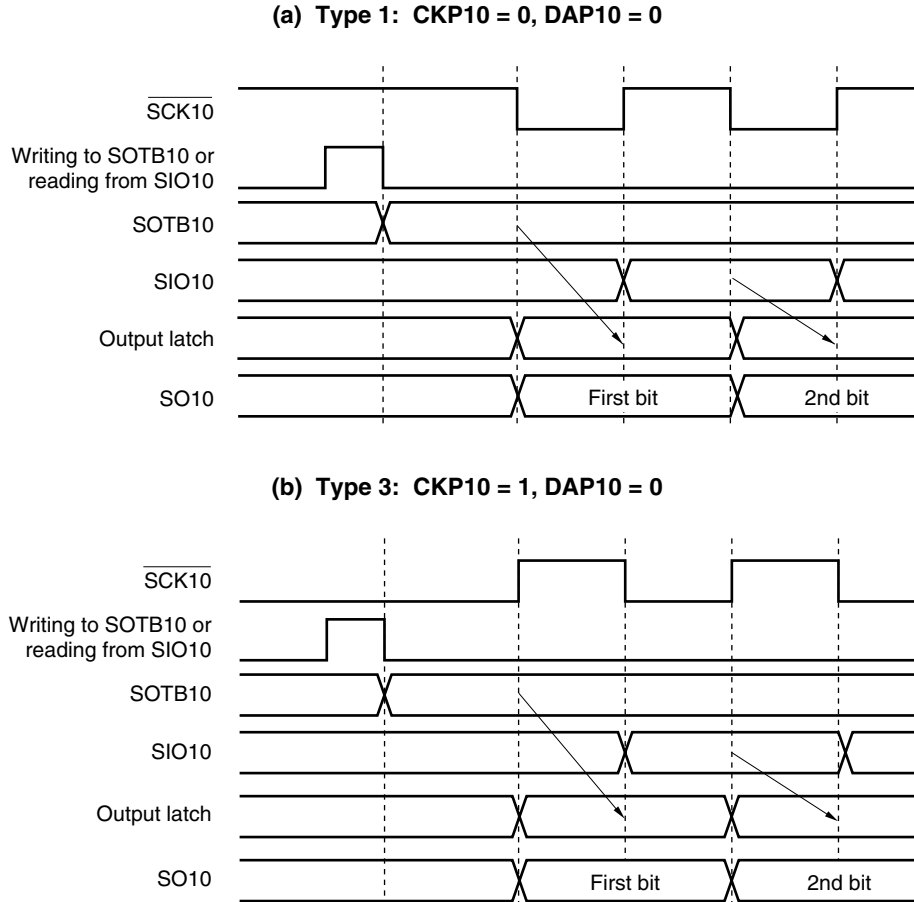 (a) Type 1: CKP10 = 0, DAP10 = 0
SCK10
Writing to SOTB10 or
reading from SIO10
SOTB10
SIO10
Output latch
SO10
First bit
2nd bit
(b) Type 3: CKP10 = 1, DAP10 = 0
SCK10
Writing to SOTB10 or
reading from SIO10
SOTB10
SIO10
Output latch
SO10
First bit
2nd bit